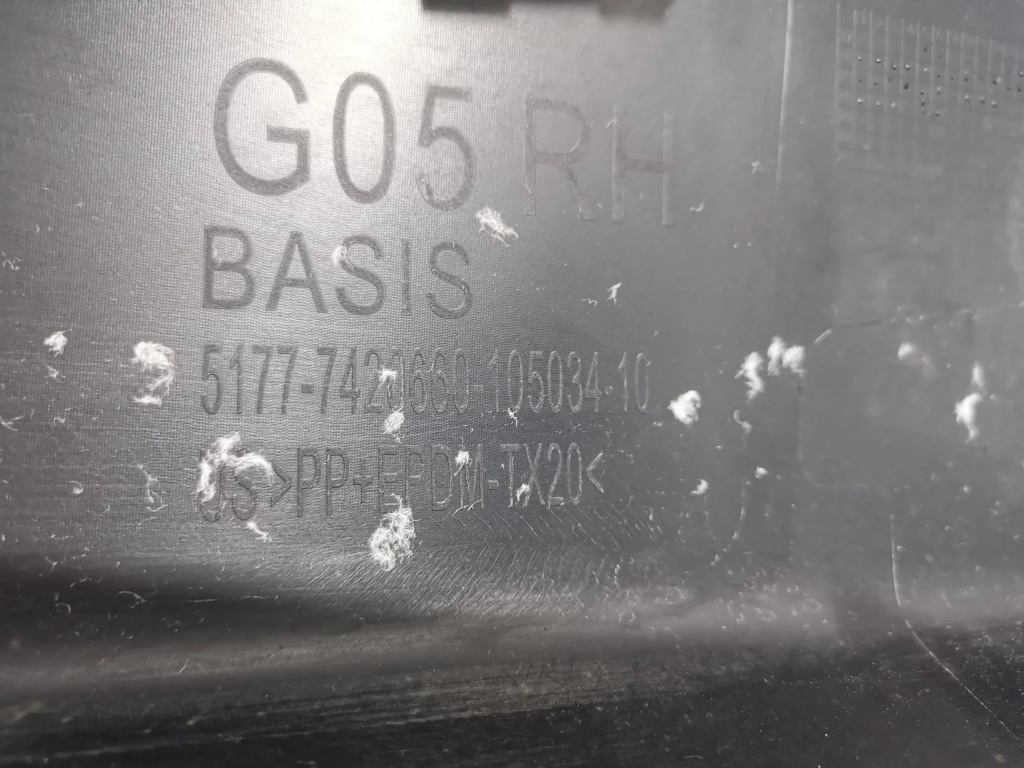 G05 RH
BASIS
5177-7420660-105034-10
>PP+EPDM-TX20<